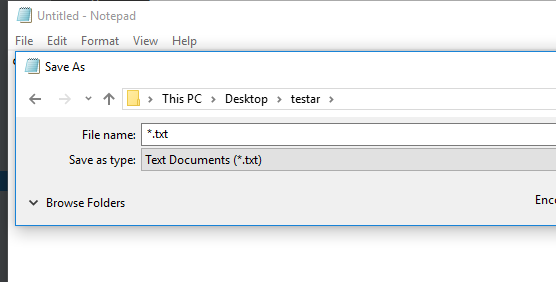 Untitled - Notepad
File Edit Format View Help
Save As
This PC Desktop testar
File name: *.txt
Save as type: Text Documents (*.txt)
Browse Folders